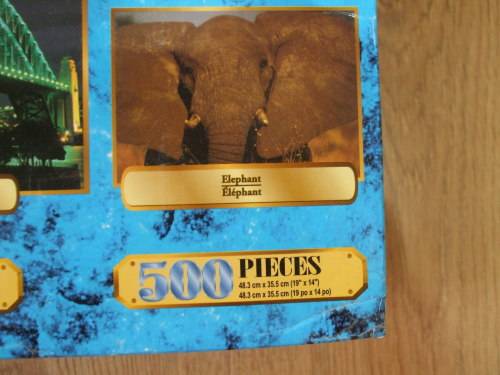 Elephant
Éléphant
500 PIECES
48.3 cm x 35.5 cm (19" x 14")
48.3 cm x 35.5 cm (19 po x 14 po)